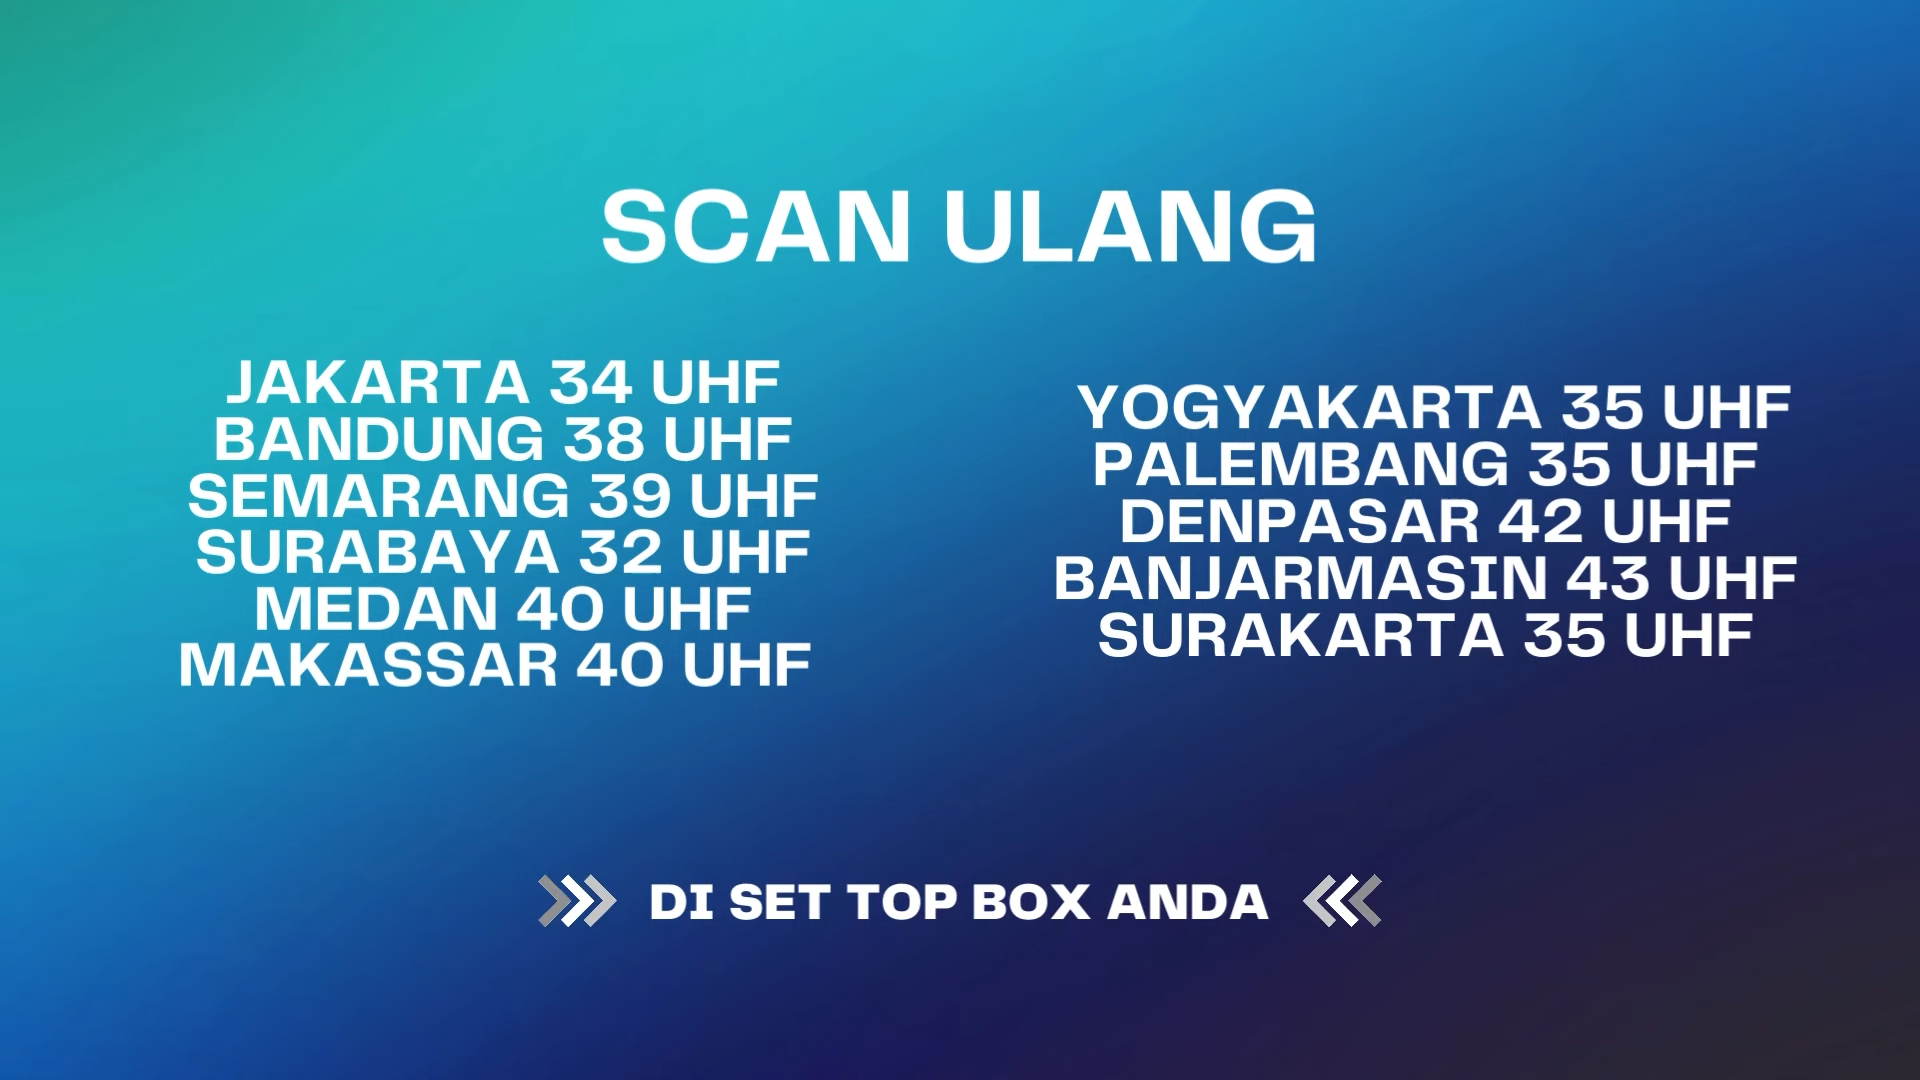 SCAN ULANG
JAKARTA 34 UHF
BANDUNG 38 UHF
SEMARANG 39 UHF
SURABAYA 32 UHF
MEDAN 40 UHF
MAKASSAR 40 UHF
YOGYAKARTA 35 UHF
PALEMBANG 35 UHF
DENPASAR 42 UHF
BANJARMASIN 43 UHF
SURAKARTA 35 UHF
DI SET TOP BOX ANDA